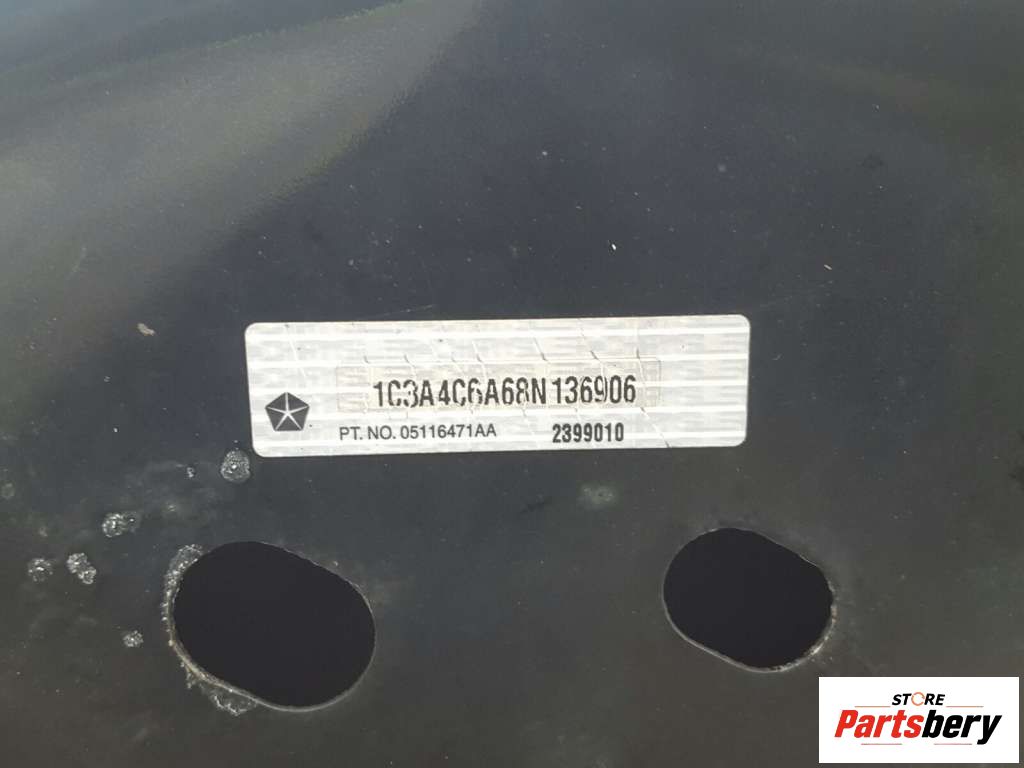 1C3A4C6A68N136906
PT. NO. 05116471AA 2399010
STORE
Partsbery